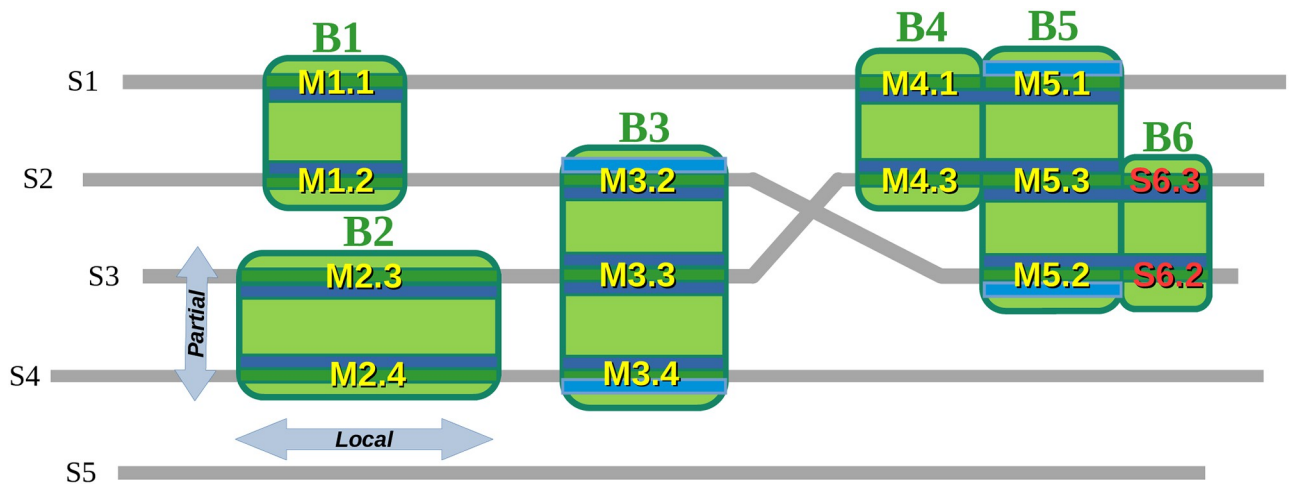 B1
B4
B5
S1
M1.1
M4.1
M5.1
B3
B6
S2
M1.2
M3.2
M4.3
M5.3
S6.3
B2
S3
M2.3
M3.3
M5.2
S6.2
Partial
S4
M2.4
M3.4
Local
S5